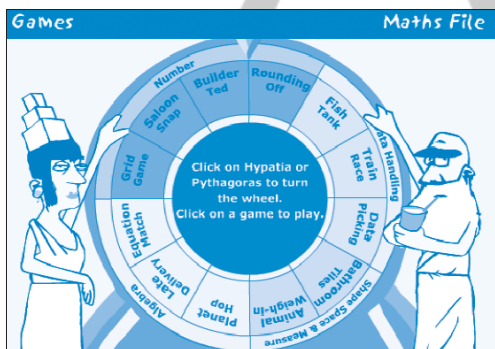 Games
Maths File
Number
Builder
Ted
Rounding
Off
Saloon
Snap
Fish
Tank
Data Handling
Train
Race
Grid
Game
Click on Hypatia or
Pythagoras to turn
the wheel.
Click on a game to play.
Data
Picking
Equation
Match
Bathroom
Tiles
Late
Delivery
Algebra
Planet
Hop
Animal
Weigh-in
Shape Space & Measure